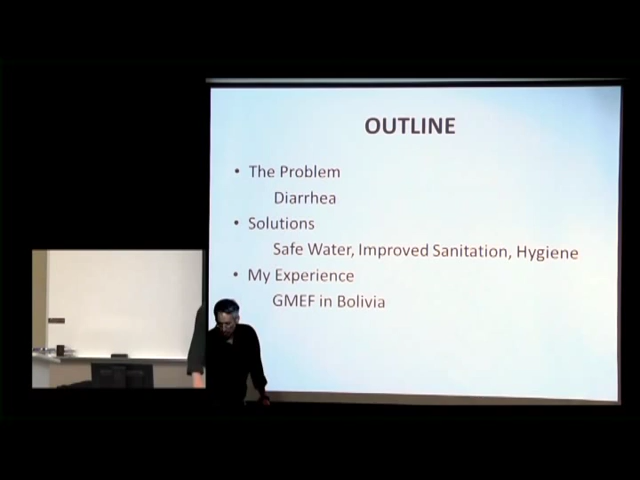 OUTLINE
• The Problem
Diarrhea
• Solutions
Safe Water, Improved Sanitation, Hygiene
• My Experience
GMEF in Bolivia